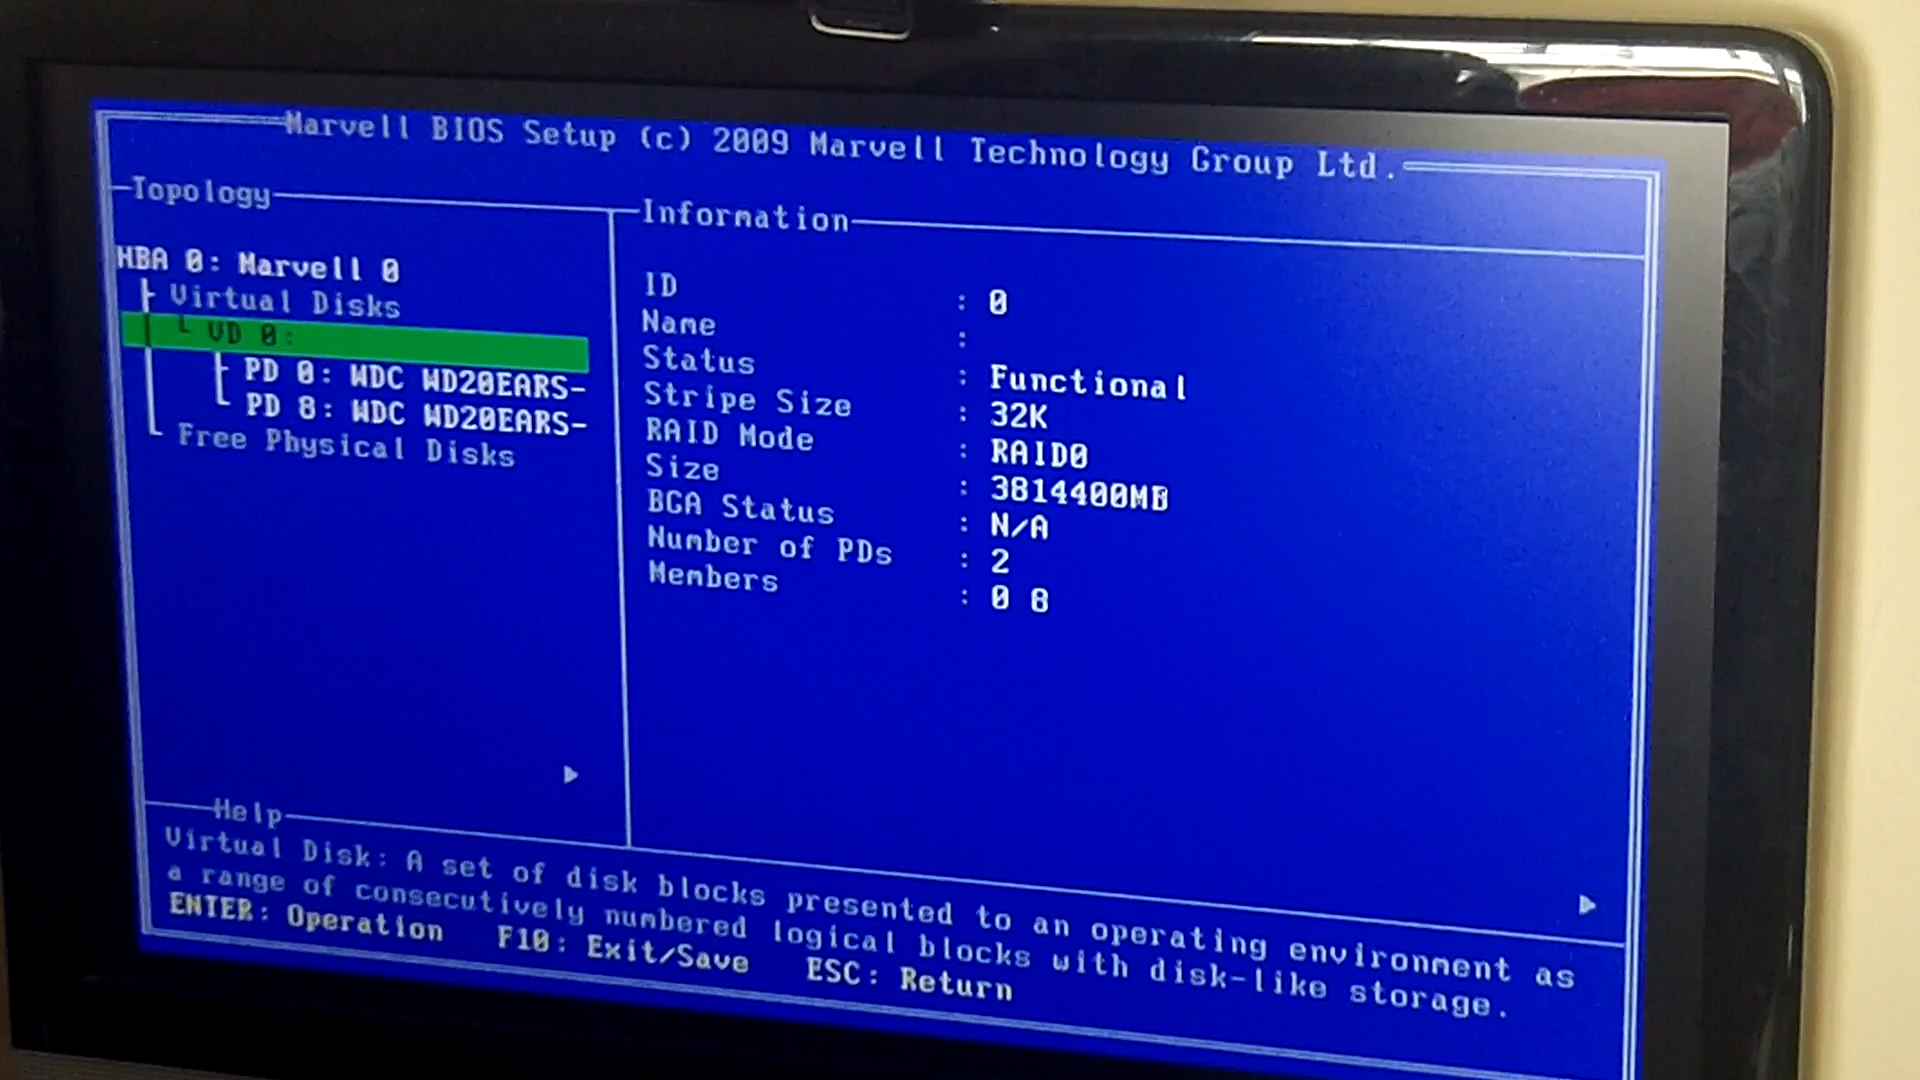 Marvell BIOS Setup (c) 2009 Marvell Technology Group Ltd.
Topology
HBA 0: Marvell 0
Virtual Disks
VD 0:
PD 0: WDC WD20EARS-
PD 8: WDC WD20EARS-
Free Physical Disks
Information
ID : 0
Name :
Status : Functional
Stripe Size : 32K
RAID Mode : RAID0
Size : 3814400MB
BGA Status : N/A
Number of PDs : 2
Members : 0 8
Help
Virtual Disk: A set of disk blocks presented to an operating environment as
a range of consecutively numbered logical blocks with disk-like storage.
ENTER: Operation F10: Exit/Save ESC: Return